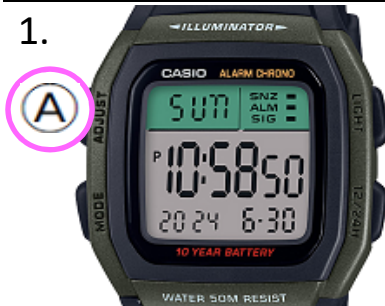 1.
◄ILLUMINATOR►
CASIO ALARM CHRONO
A
ADJUST
SUN
SNZ
ALM
SIG
LIGHT
P 10:58 50
MODE
12/24H
2024 6-30
10 YEAR BATTERY
WATER 50M RESIST